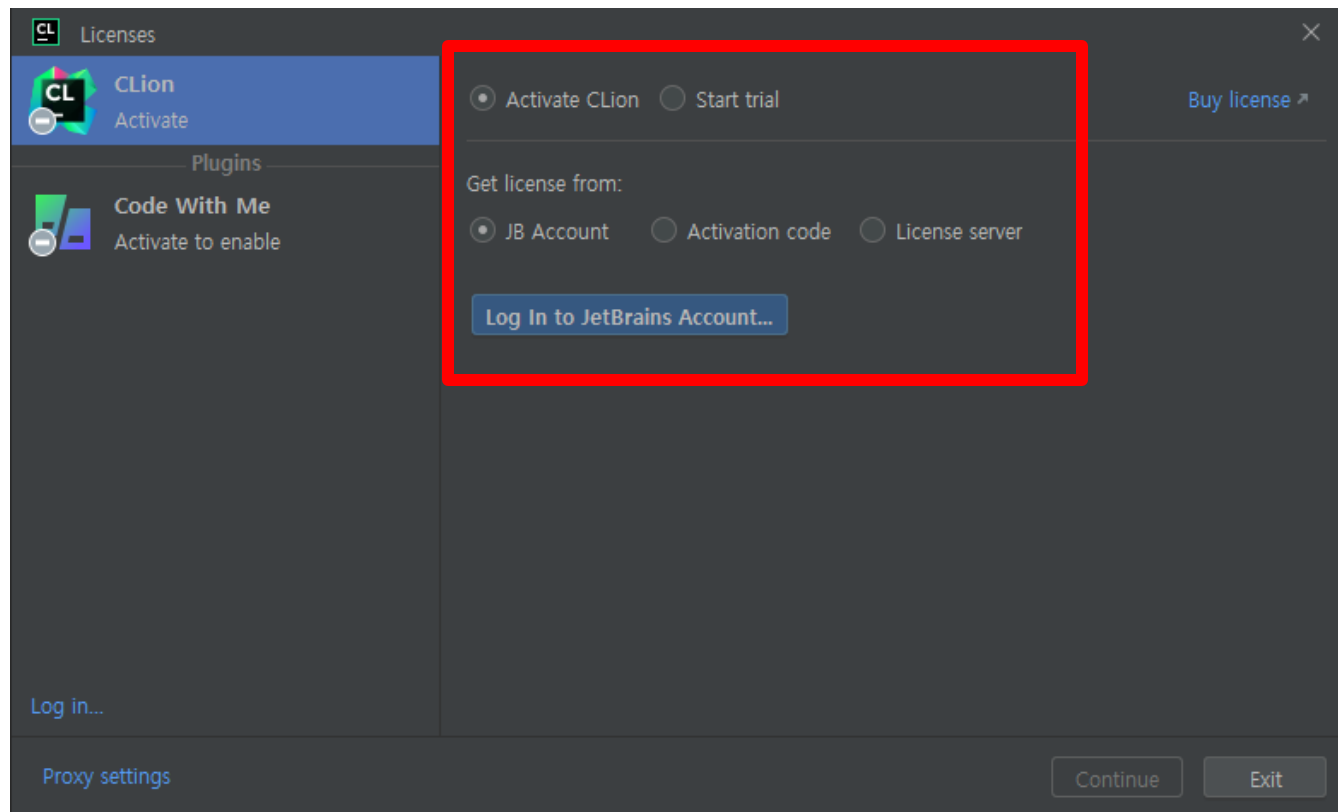 CL Licenses
CL
CLion
Activate
Plugins
Code With Me
Activate to enable
Log in...
Activate CLion Start trial Buy license
Get license from:
JB Account Activation code License server
Log In to JetBrains Account...
Proxy settings Continue Exit